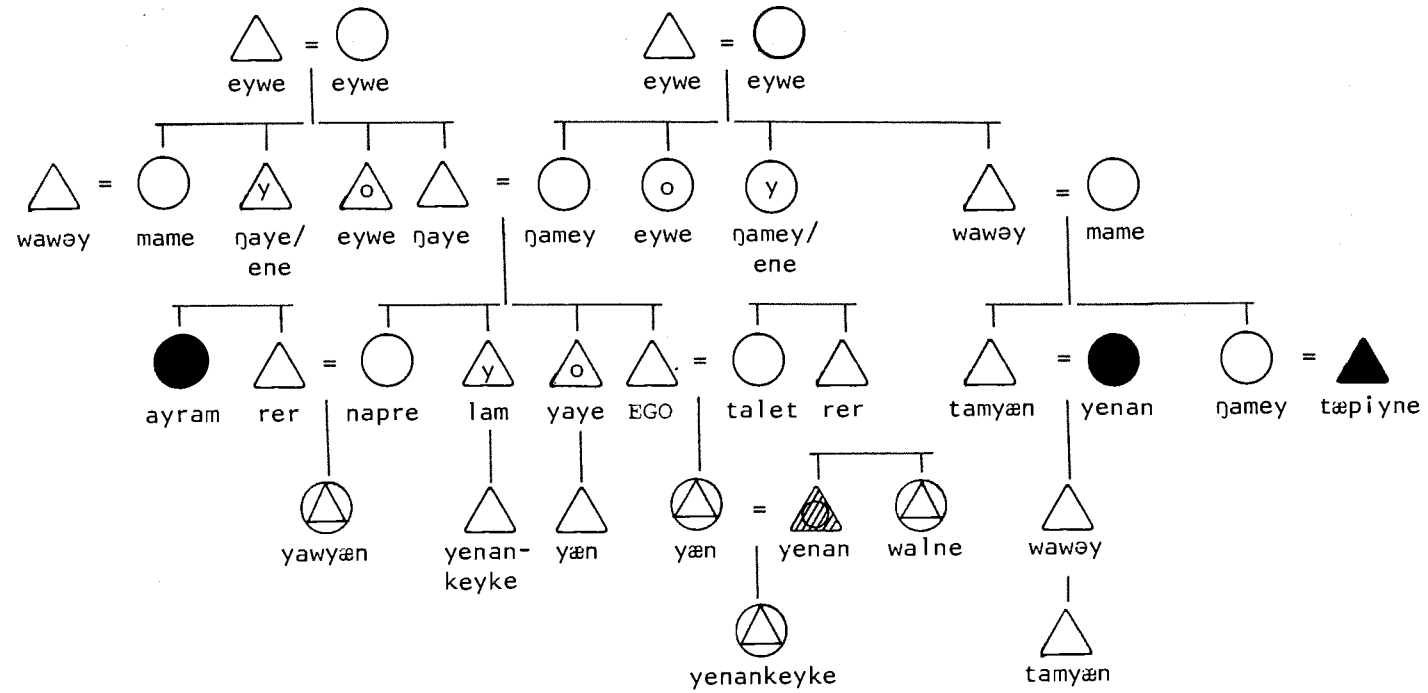 eywe eywe eywe eywe
y o o y
wawəy mame ŋaye/ eywe ŋaye ŋamey eywe ŋamey/ wawəy mame
ene ene
y o
ayram rer napre lam yaye EGO talet rer tamyæn yenan ŋamey tæpiyne
yawyæn yenan- yæn yæn yenan walne wawəy
keyke
yenankeyke tamyæn